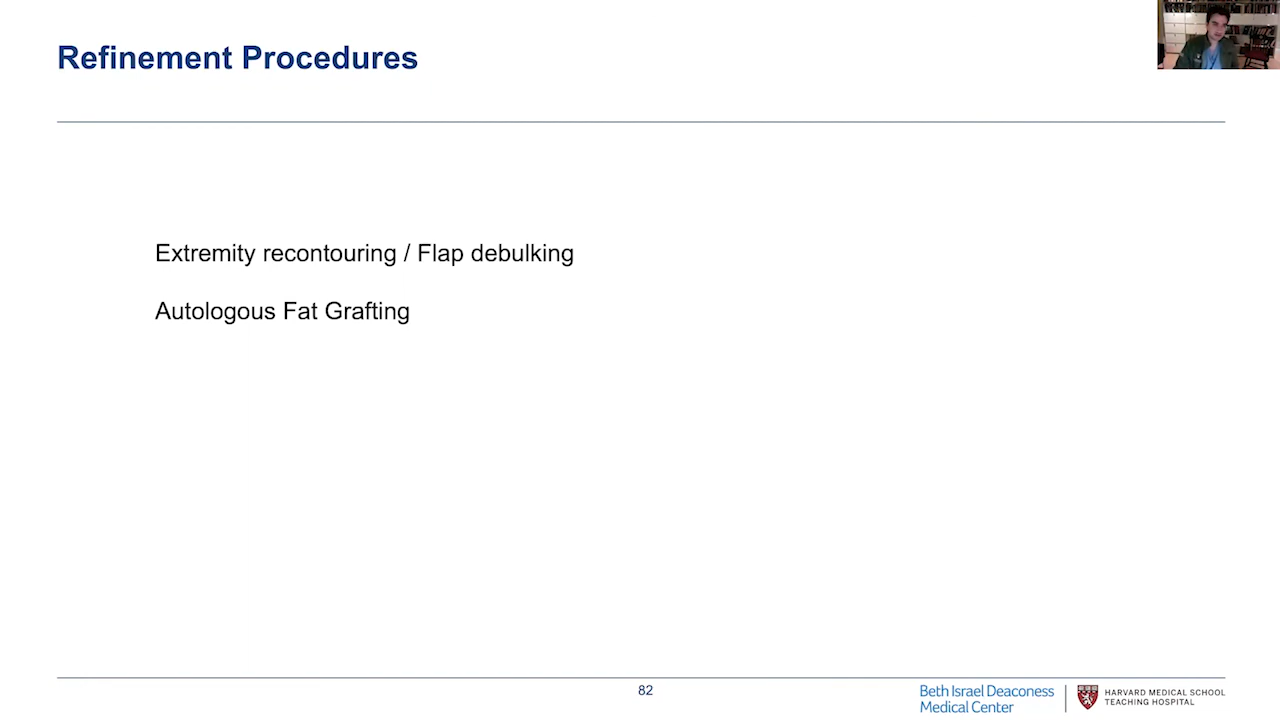 Refinement Procedures
Extremity recontouring / Flap debulking
Autologous Fat Grafting
82
Beth Israel Deaconess
Medical Center
HARVARD MEDICAL SCHOOL
TEACHING HOSPITAL